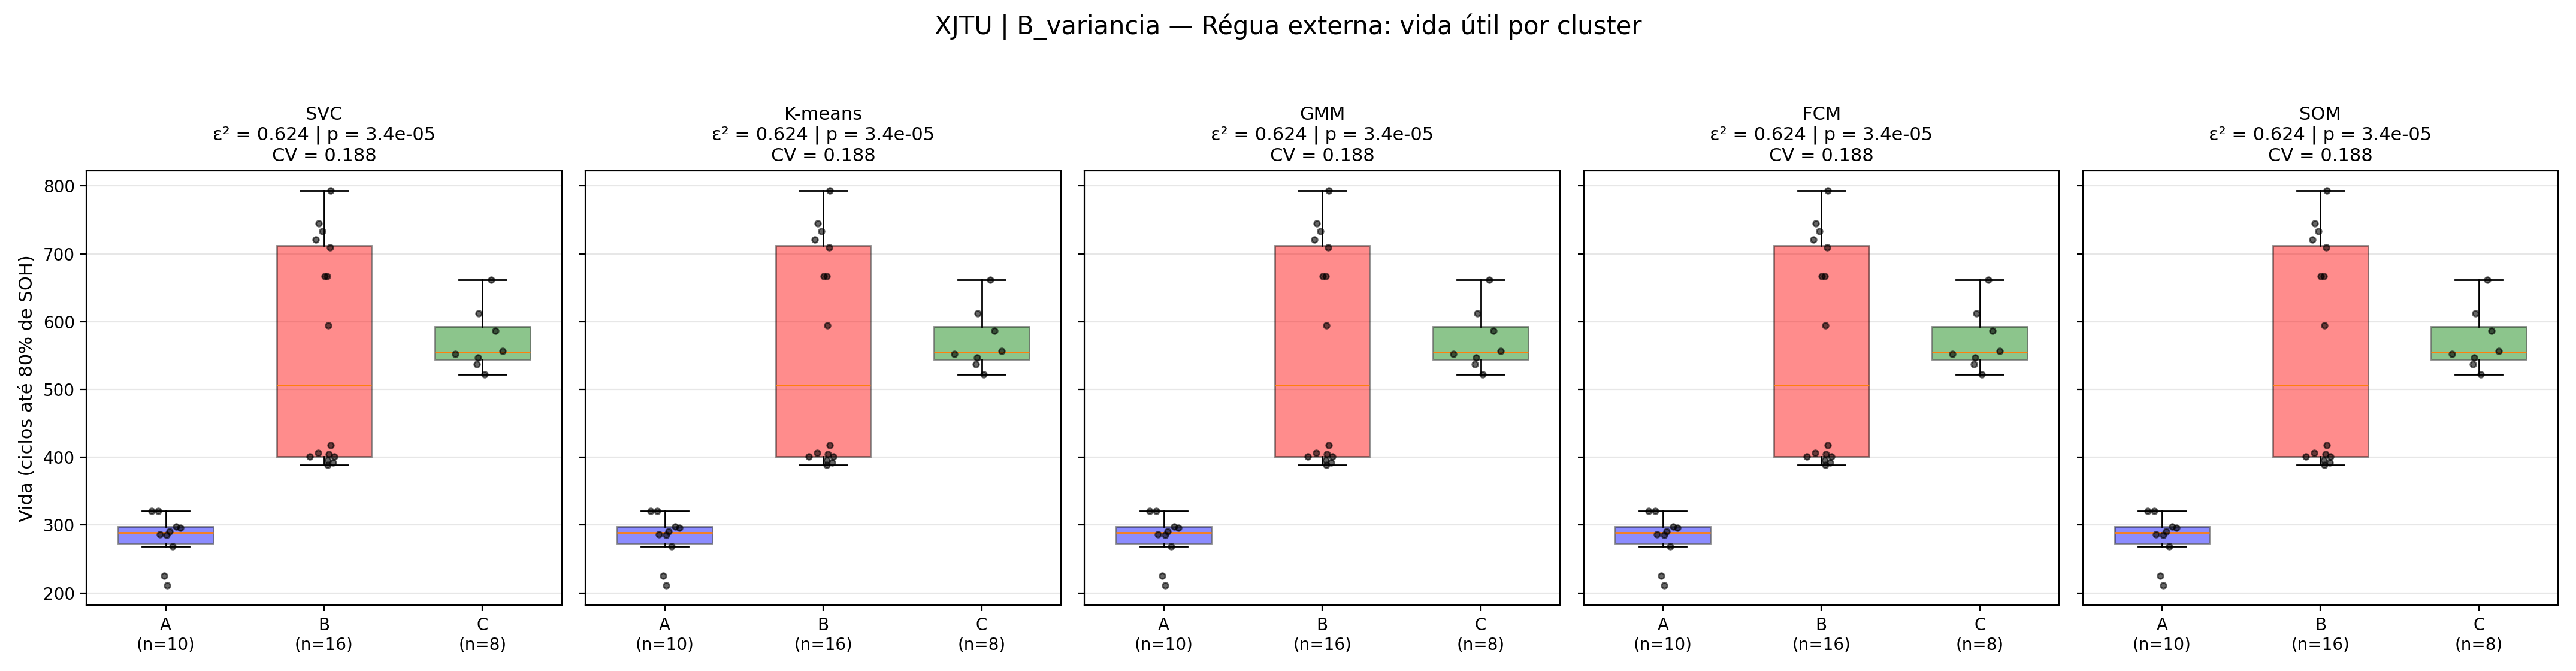 XJTU | B_variancia — Régua externa: vida útil por cluster
SVC
ε² = 0.624 | p = 3.4e-05
CV = 0.188
K-means
ε² = 0.624 | p = 3.4e-05
CV = 0.188
GMM
ε² = 0.624 | p = 3.4e-05
CV = 0.188
FCM
ε² = 0.624 | p = 3.4e-05
CV = 0.188
SOM
ε² = 0.624 | p = 3.4e-05
CV = 0.188
Vida (ciclos até 80% de SOH)
800
700
600
500
400
300
200
A
(n=10)
B
(n=16)
C
(n=8)
A
(n=10)
B
(n=16)
C
(n=8)
A
(n=10)
B
(n=16)
C
(n=8)
A
(n=10)
B
(n=16)
C
(n=8)
A
(n=10)
B
(n=16)
C
(n=8)